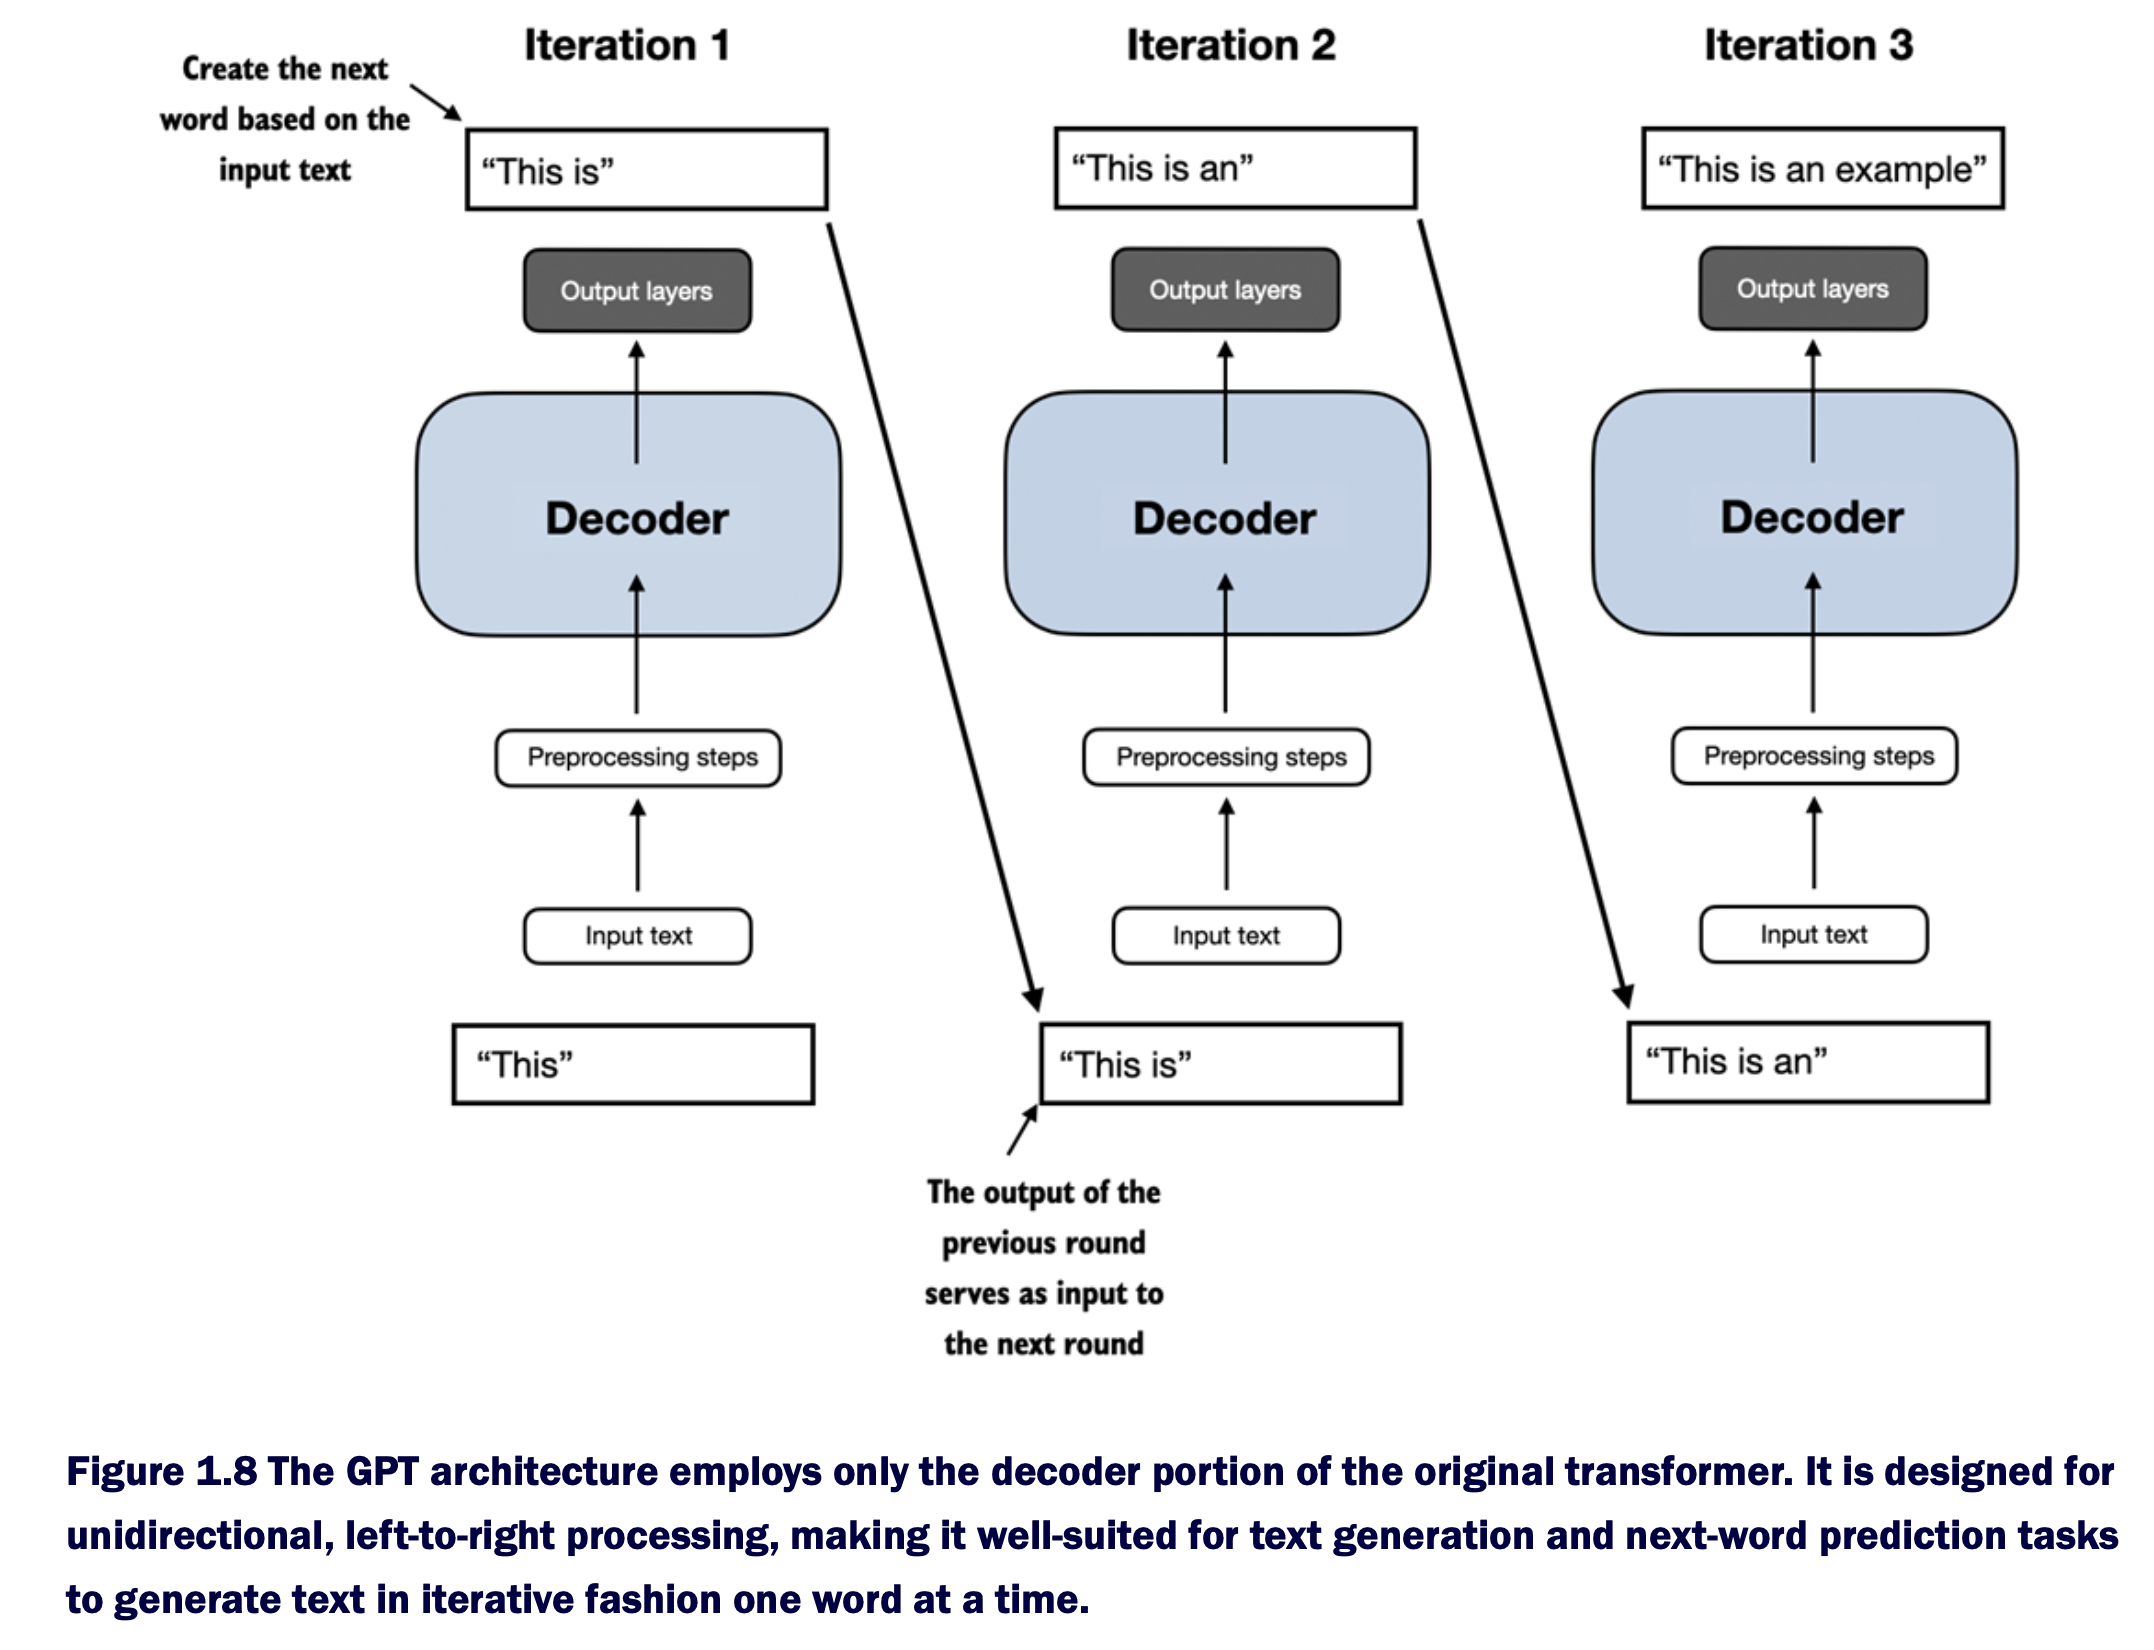 Iteration 1
Iteration 2
Iteration 3
Create the next
word based on the
input text
“This is”
“This is an”
“This is an example”
Output layers
Output layers
Output layers
Decoder
Decoder
Decoder
Preprocessing steps
Preprocessing steps
Preprocessing steps
Input text
Input text
Input text
“This”
“This is”
“This is an”
The output of the
previous round
serves as input to
the next round
Figure 1.8 The GPT architecture employs only the decoder portion of the original transformer. It is designed for
unidirectional, left-to-right processing, making it well-suited for text generation and next-word prediction tasks
to generate text in iterative fashion one word at a time.